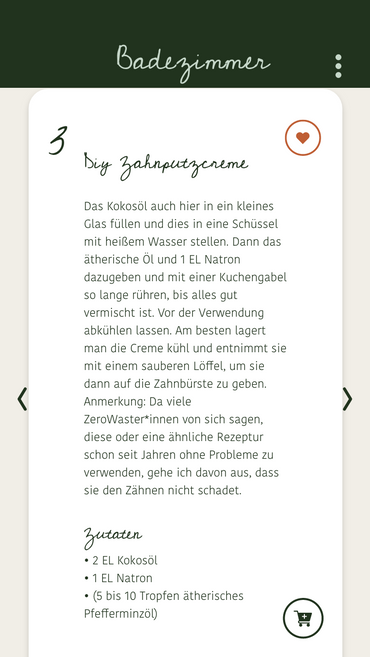 Badezimmer
3
Diy Zahnputzcreme
Das Kokosöl auch hier in ein kleines
Glas füllen und dies in eine Schüssel
mit heißem Wasser stellen. Dann das
ätherische Öl und 1 EL Natron
dazugeben und mit einer Kuchengabel
so lange rühren, bis alles gut
vermischt ist. Vor der Verwendung
abkühlen lassen. Am besten lagert
man die Creme kühl und entnimmt sie
mit einem sauberen Löffel, um sie
dann auf die Zahnbürste zu geben.
Anmerkung: Da viele
ZeroWaster*innen von sich sagen,
diese oder eine ähnliche Rezeptur
schon seit Jahren ohne Probleme zu
verwenden, gehe ich davon aus, dass
sie den Zähnen nicht schadet.
Zutaten
• 2 EL Kokosöl
• 1 EL Natron
• (5 bis 10 Tropfen ätherisches
Pfefferminzöl)